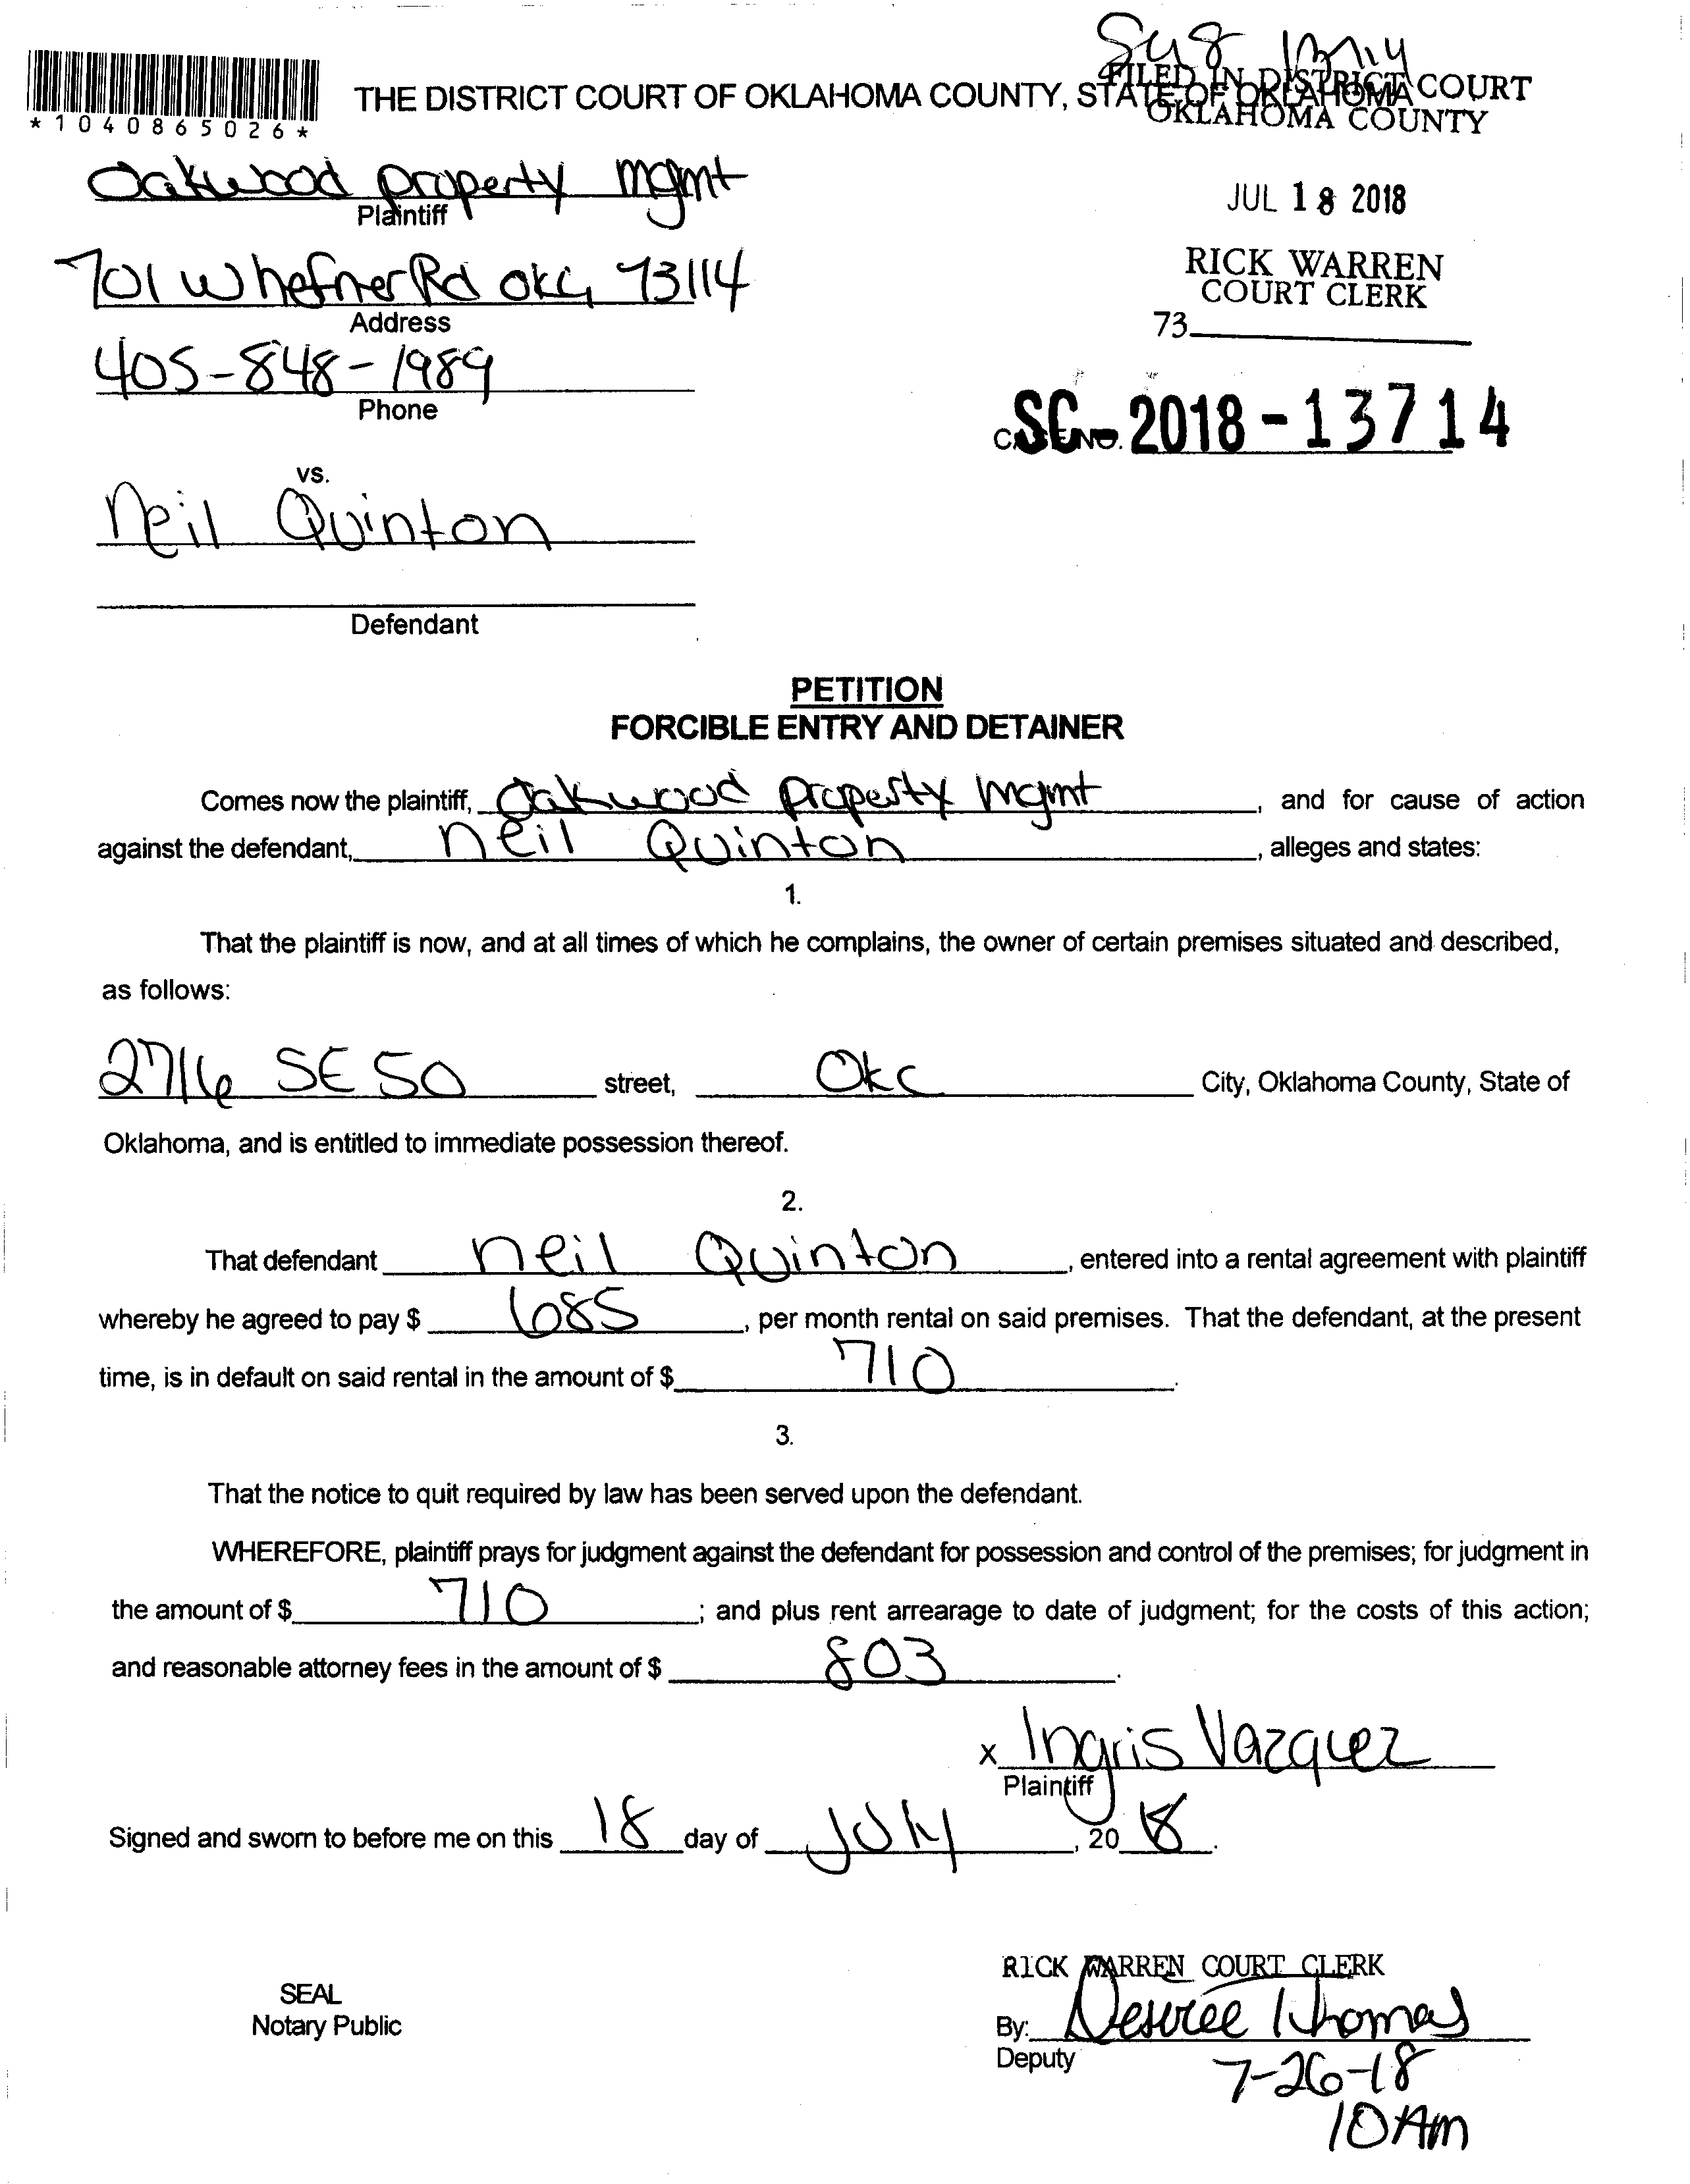 THE DISTRICT COURT OF OKLAHOMA COUNTY, STATE OF OKLAHOMA
FILED IN DISTRICT COURT
OKLAHOMA COUNTY
*1040865026*
Oakwood property mgmt
Plaintiff
JUL 18 2018
701 W hefner Rd OKC, 73114
Address
RICK WARREN
COURT CLERK
73
405-848-1989
Phone
CASE NO. SC-2018-13714
vs.
Neil Quinton
Defendant
PETITION
FORCIBLE ENTRY AND DETAINER
Comes now the plaintiff, Oakwood Property Mgmt, and for cause of action
against the defendant, Neil Quinton, alleges and states:
1.
That the plaintiff is now, and at all times of which he complains, the owner of certain premises situated and described,
as follows:
2716 SE 50 street, OKC City, Oklahoma County, State of
Oklahoma, and is entitled to immediate possession thereof.
2.
That defendant Neil Quinton, entered into a rental agreement with plaintiff
whereby he agreed to pay $ 685, per month rental on said premises. That the defendant, at the present
time, is in default on said rental in the amount of $ 710.
3.
That the notice to quit required by law has been served upon the defendant.
WHEREFORE, plaintiff prays for judgment against the defendant for possession and control of the premises; for judgment in
the amount of $ 710; and plus rent arrearage to date of judgment; for the costs of this action;
and reasonable attorney fees in the amount of $ 803.
x Ingris Vazquez
Plaintiff
Signed and sworn to before me on this 18 day of July, 2018.
RICK WARREN COURT CLERK
SEAL
Notary Public
By: Desiree Thomas
Deputy
7-26-18
10 AM